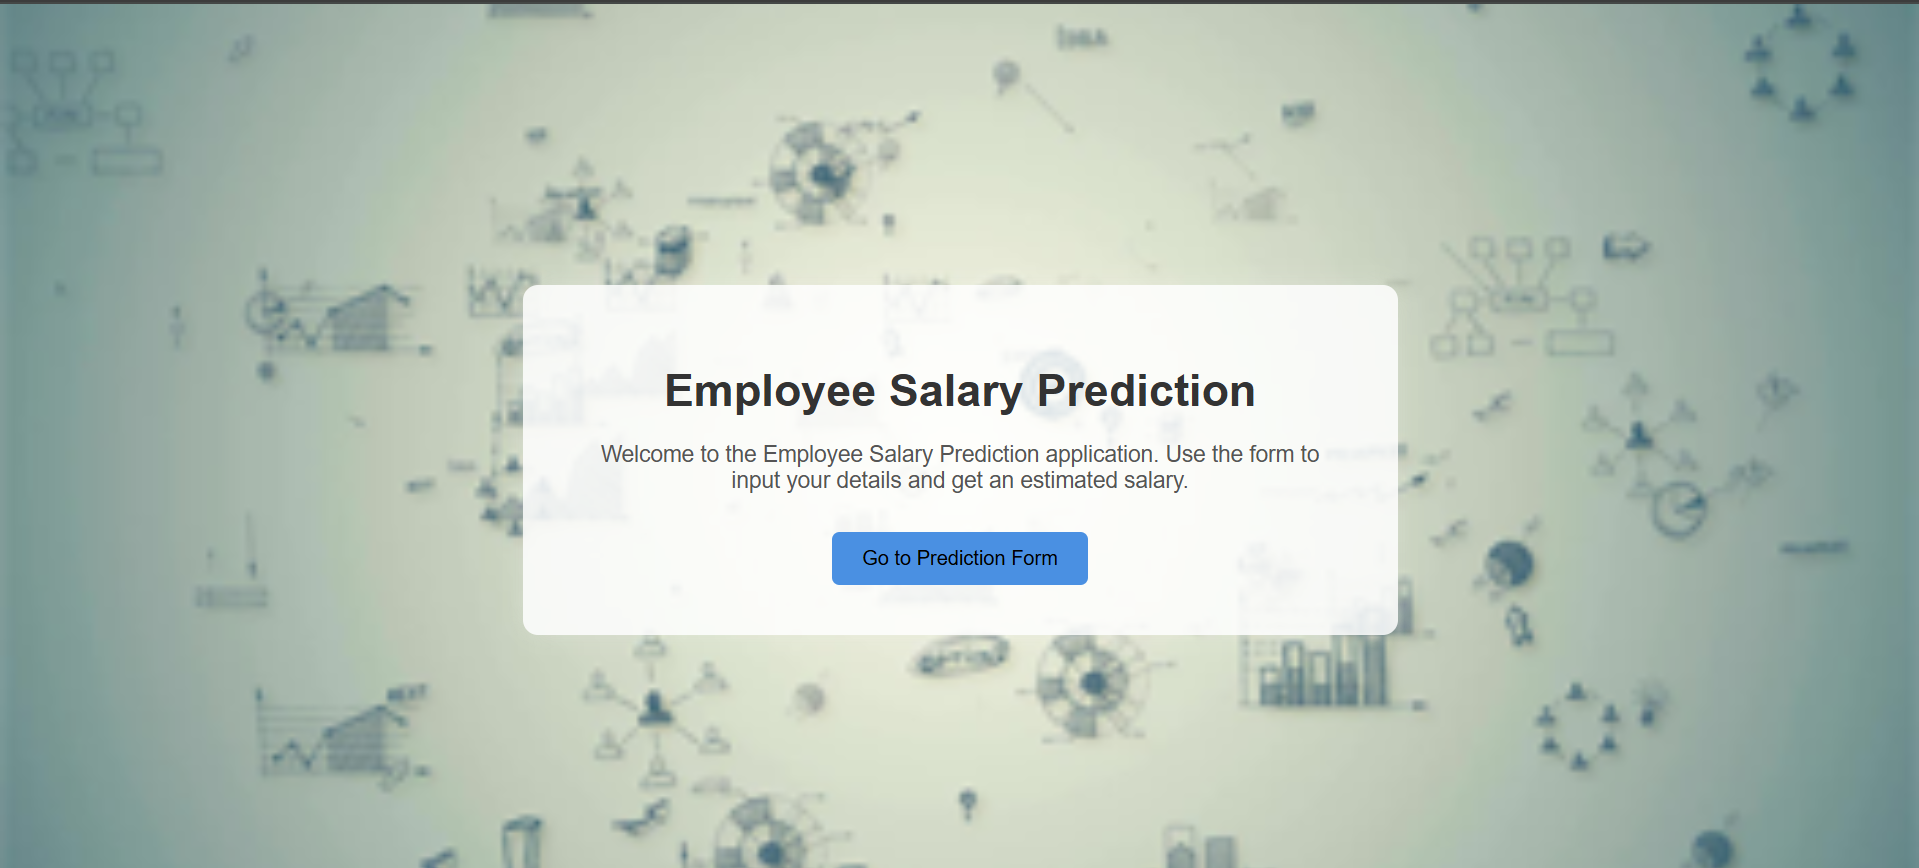 Employee Salary Prediction
Welcome to the Employee Salary Prediction application. Use the form to
input your details and get an estimated salary.
Go to Prediction Form